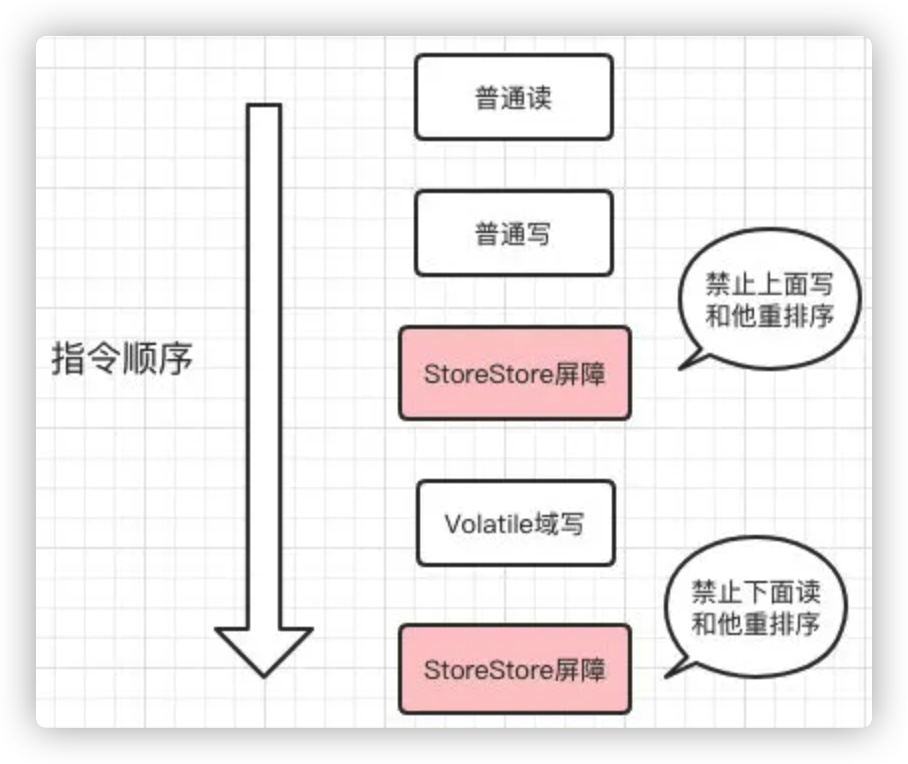 普通读
普通写
禁止上面写
和他重排序
指令顺序
StoreStore屏障
Volatile域写
禁止下面读
和他重排序
StoreStore屏障